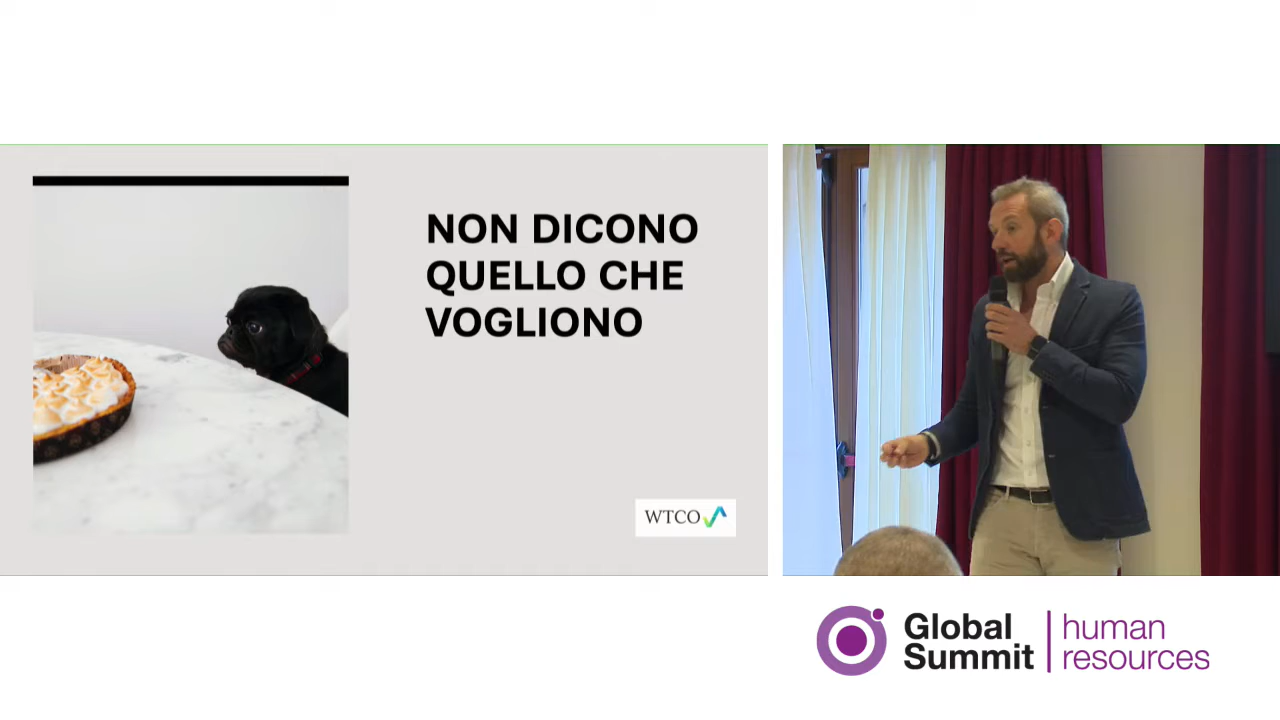 NON DICONO
QUELLO CHE
VOGLIONO
WTCO
Global
Summit
human
resources